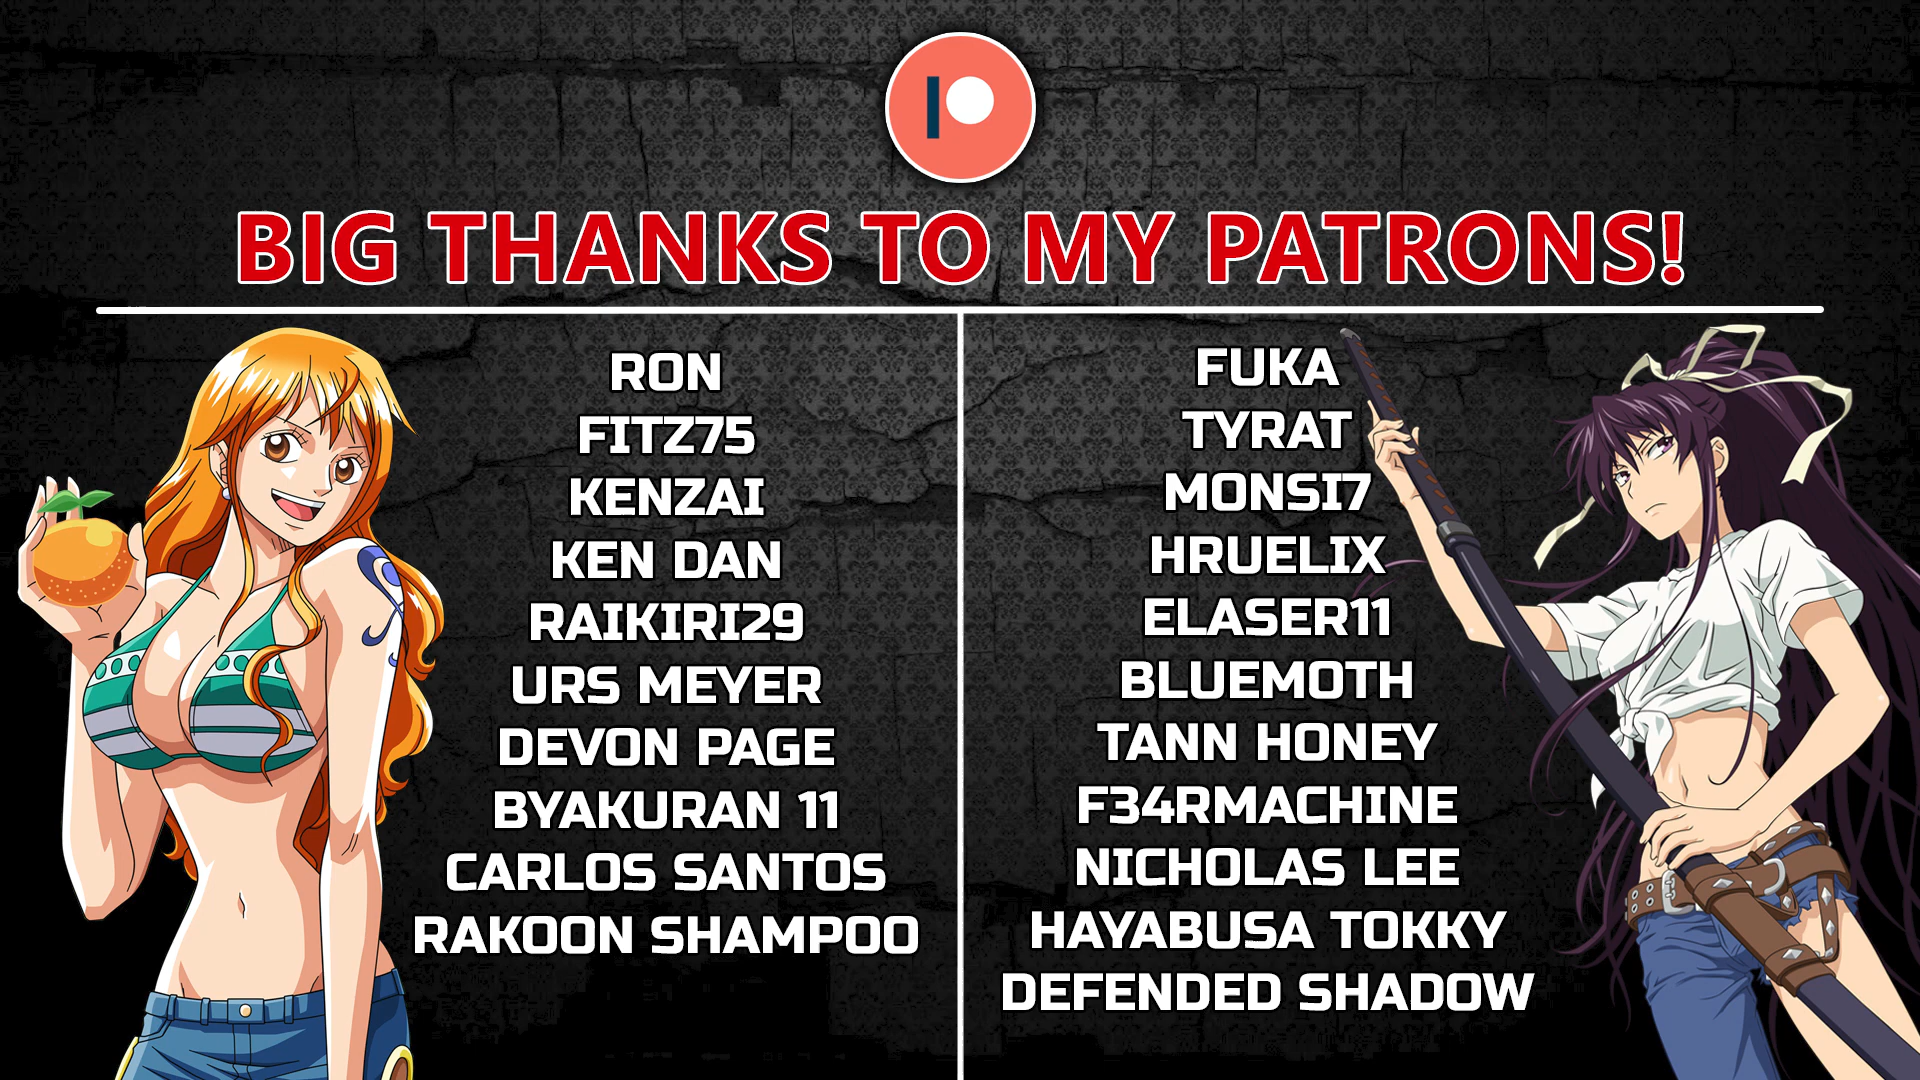 BIG THANKS TO MY PATRONS!
RON
FITZ75
KENZAI
KEN DAN
RAIKIRI29
URS MEYER
DEVON PAGE
BYAKURAN 11
CARLOS SANTOS
RAKOON SHAMPOO
FUKA
TYRAT
MONSI7
HRUELIX
ELASER11
BLUEMOTH
TANN HONEY
F34RMACHINE
NICHOLAS LEE
HAYABUSA TOKKY
DEFENDED SHADOW